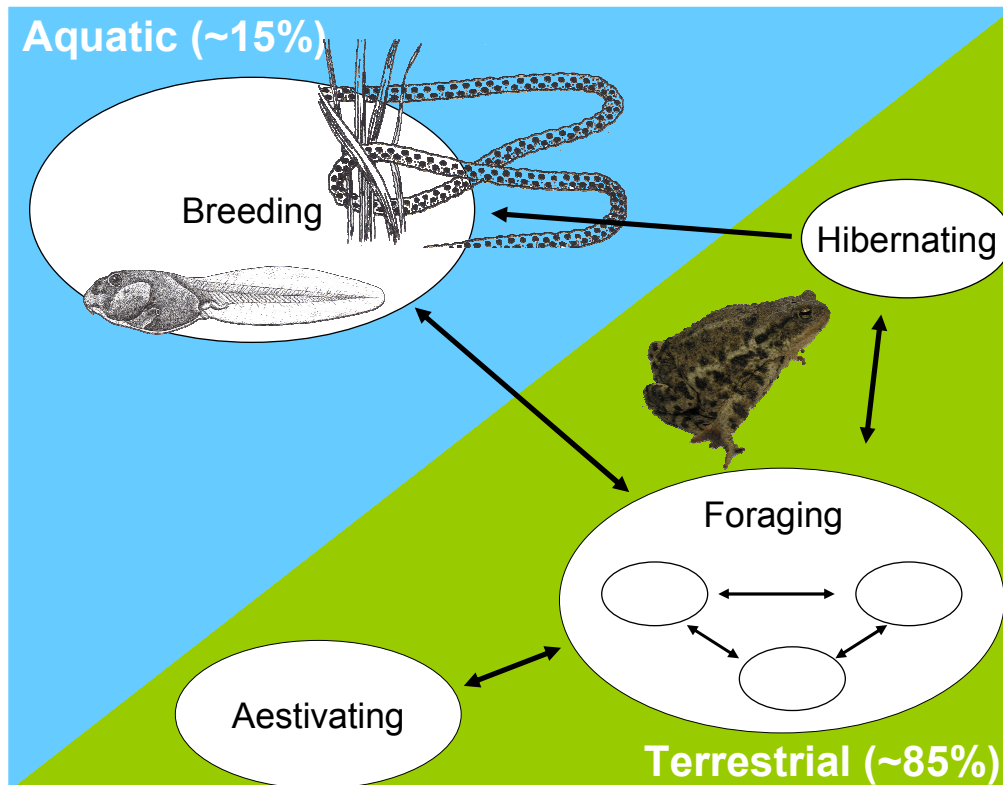 Aquatic (~15%)
Breeding
Hibernating
Foraging
Aestivating
Terrestrial (~85%)